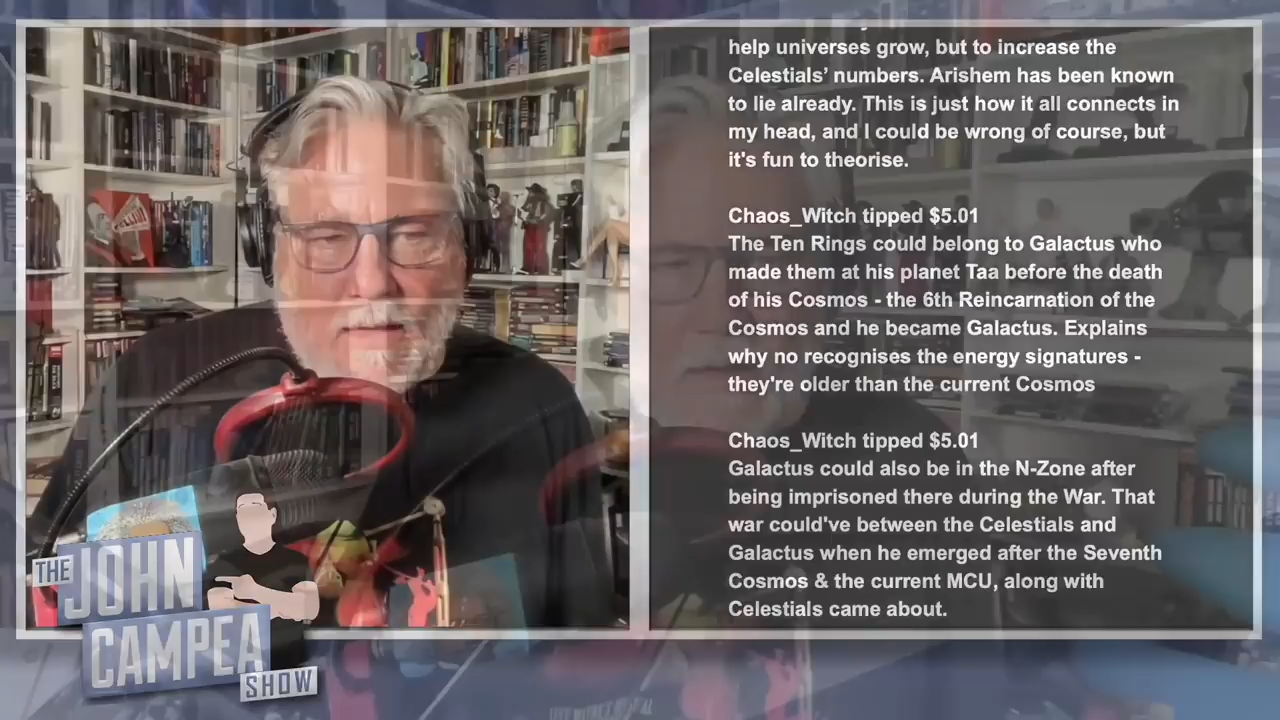 help universes grow, but to increase the
Celestials’ numbers. Arishem has been known
to lie already. This is just how it all connects in
my head, and I could be wrong of course, but
it's fun to theorise.
Chaos_Witch tipped $5.01
The Ten Rings could belong to Galactus who
made them at his planet Taa before the death
of his Cosmos - the 6th Reincarnation of the
Cosmos and he became Galactus. Explains
why no recognises the energy signatures -
they're older than the current Cosmos
Chaos_Witch tipped $5.01
Galactus could also be in the N-Zone after
being imprisoned there during the War. That
war could've between the Celestials and
Galactus when he emerged after the Seventh
Cosmos & the current MCU, along with
Celestials came about.
THE
JOHN
CAMPEA
SHOW